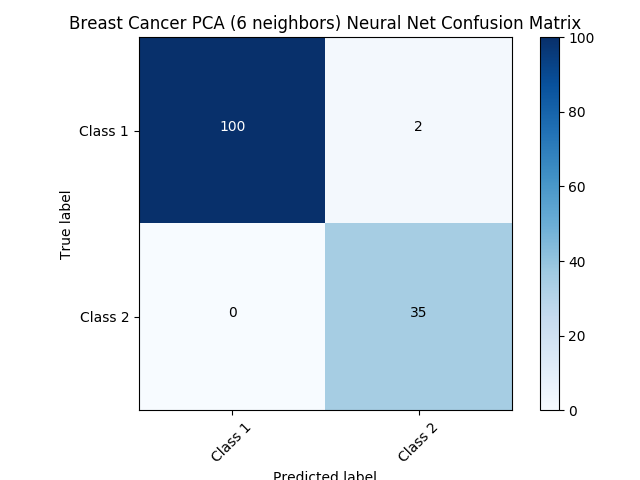 Breast Cancer PCA (6 neighbors) Neural Net Confusion Matrix
100
Class 1
100
2
80
60
True label
40
Class 2
0
35
20
0
Class 1
Class 2
Predicted label